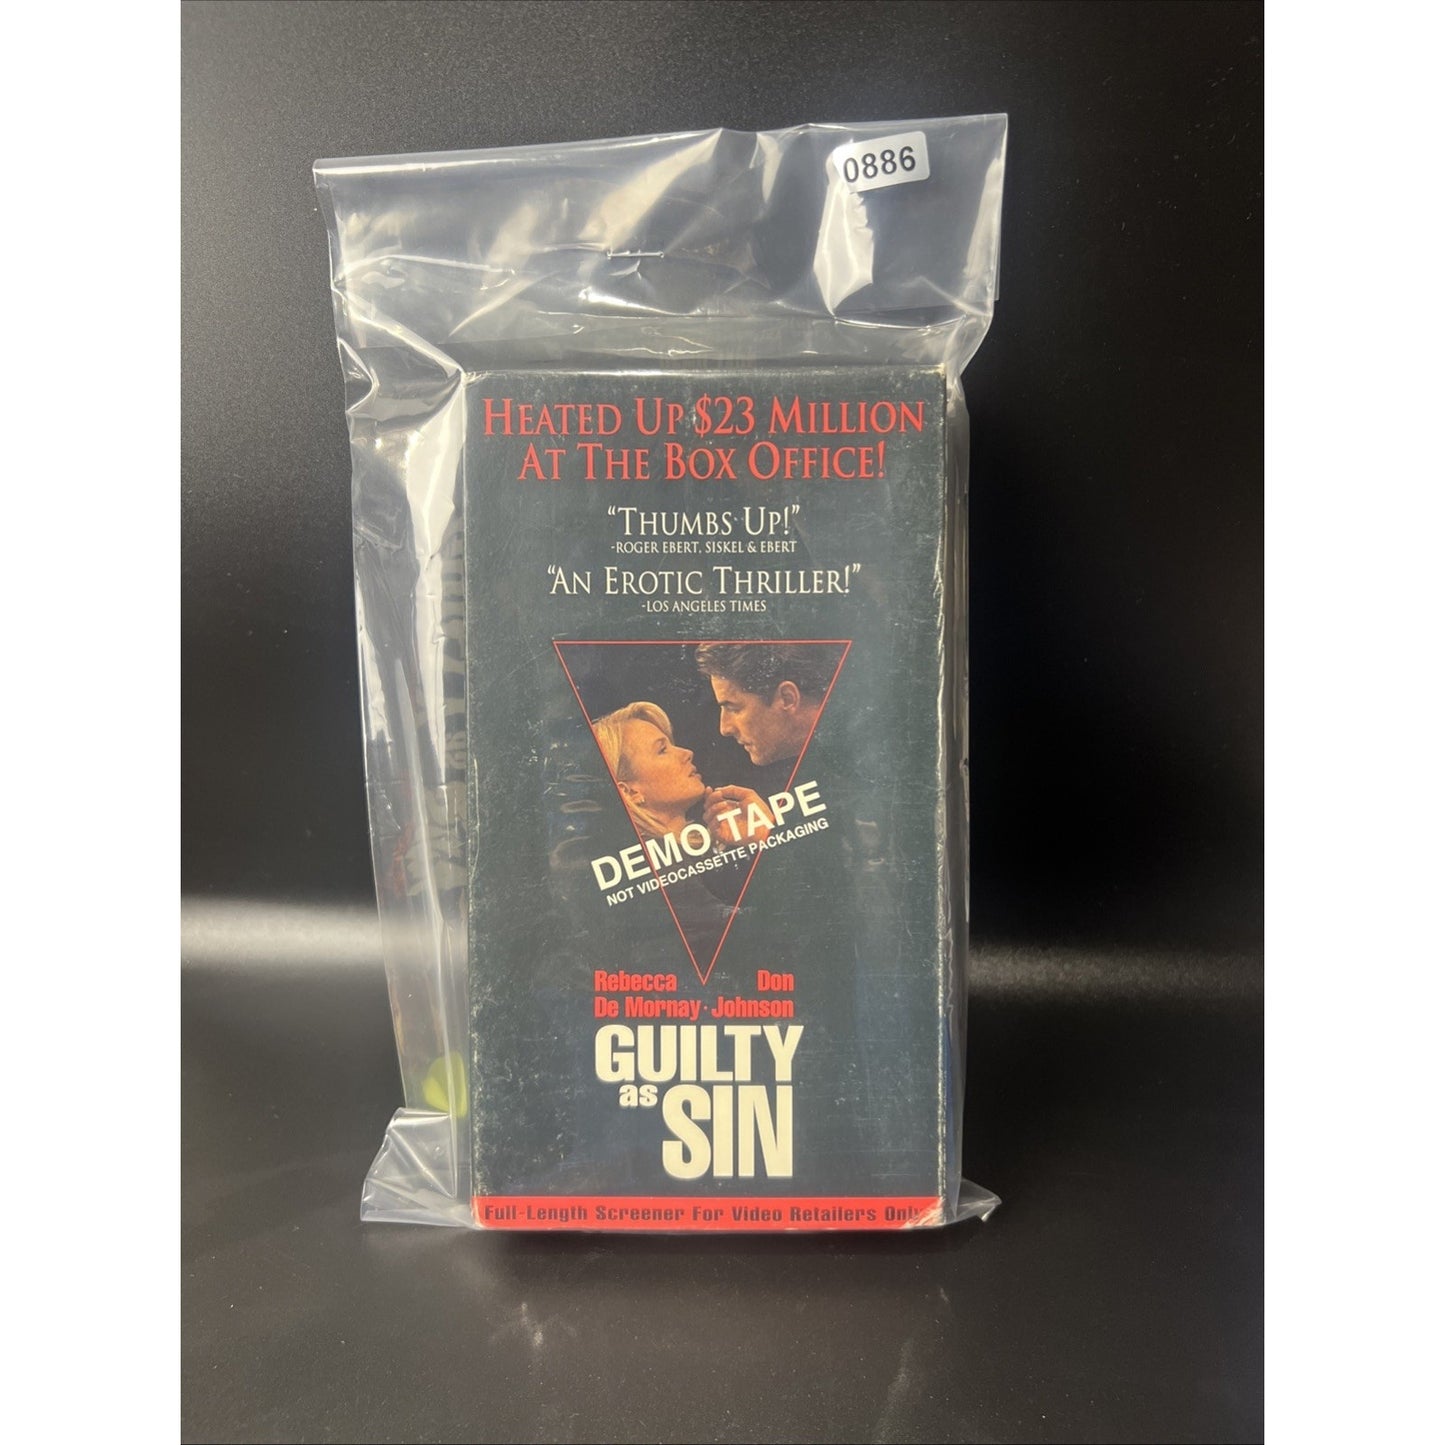 0886
HEATED UP $23 MILLION
AT THE BOX OFFICE!
"THUMBS UP!"
-ROGER EBERT, SISKEL & EBERT
"AN EROTIC THRILLER!"
-LOS ANGELES TIMES
DEMO TAPE
NOT VIDEOCASSETTE PACKAGING
Rebecca Don
De Mornay · Johnson
GUILTY
as
SIN
Full-Length Screener For Video Retailers Only